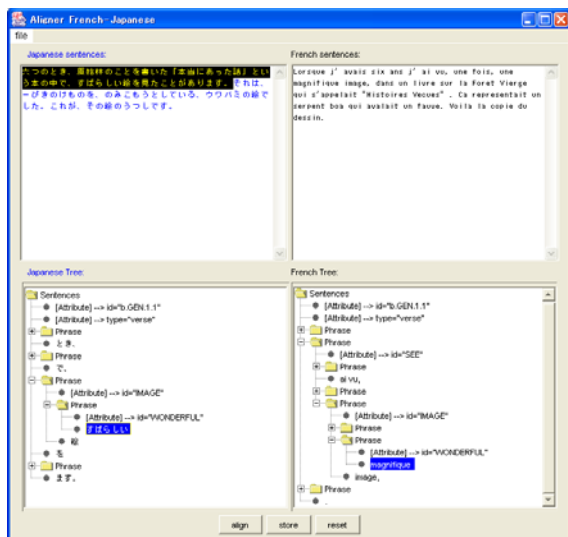 Aligner French-Japanese
file
Japanese sentences:
たつのとき、原始林のことを書いた『本当にあった話』とい
う本の中で、すばらしい絵を見たことがあります。それは、
一ぴきのけものを、のみこもうとしている、ウワバミの絵で
した。これが、その絵のうつしです。
French sentences:
Lorsque j' avais six ans j' ai vu, une fois, une
magnifique image, dans un livre sur la Foret Vierge
qui s'appelait "Histoires Vecues" . Ca representait un
serpent boa qui avalait un fauve. Voila la copie du
dessin.
Japanese Tree:
Sentences
[Attribute] --> id="b.GEN.1.1"
[Attribute] --> type="verse"
Phrase
とき、
Phrase
で、
Phrase
[Attribute] --> id="IMAGE"
Phrase
[Attribute] --> id="WONDERFUL"
すばらしい
絵
を
Phrase
ます。
French Tree:
Sentences
[Attribute] --> id="b.GEN.1.1"
[Attribute] --> type="verse"
Phrase
Phrase
[Attribute] --> id="SEE"
Phrase
ai vu,
Phrase
Phrase
[Attribute] --> id="IMAGE"
Phrase
Phrase
[Attribute] --> id="WONDERFUL"
magnifique
image,
Phrase
.
align
store
reset